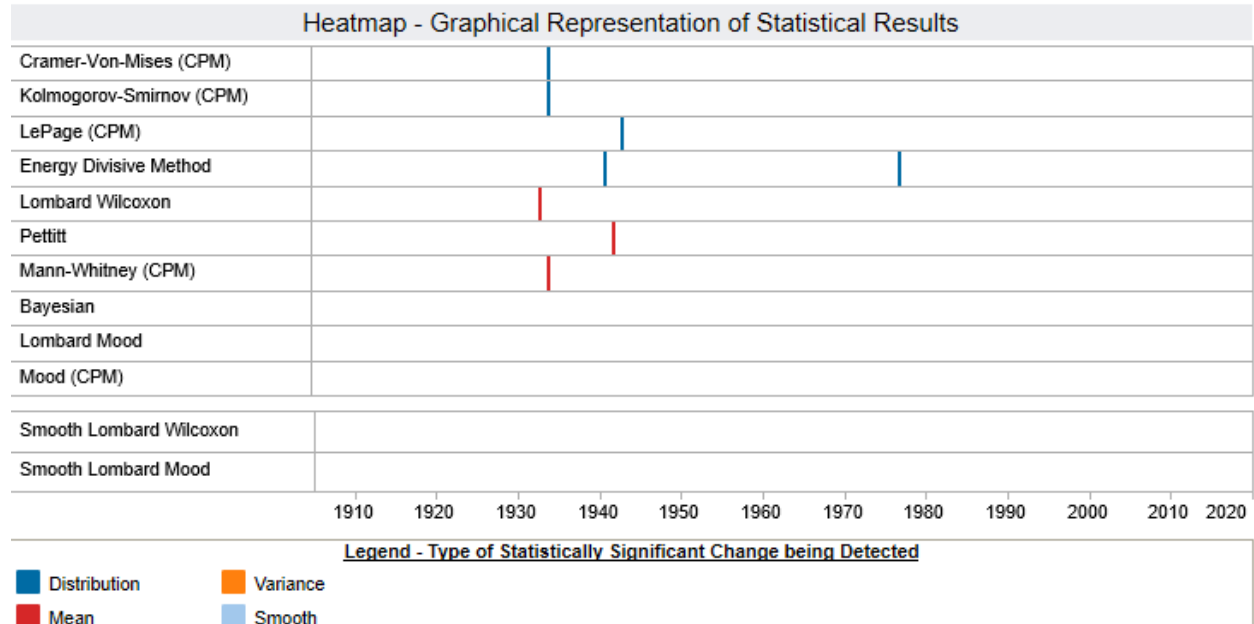 Heatmap - Graphical Representation of Statistical Results
Cramer-Von-Mises (CPM)
Kolmogorov-Smirnov (CPM)
LePage (CPM)
Energy Divisive Method
Lombard Wilcoxon
Pettitt
Mann-Whitney (CPM)
Bayesian
Lombard Mood
Mood (CPM)
Smooth Lombard Wilcoxon
Smooth Lombard Mood
1910 1920 1930 1940 1950 1960 1970 1980 1990 2000 2010 2020
Legend - Type of Statistically Significant Change being Detected
Distribution Variance
Mean Smooth